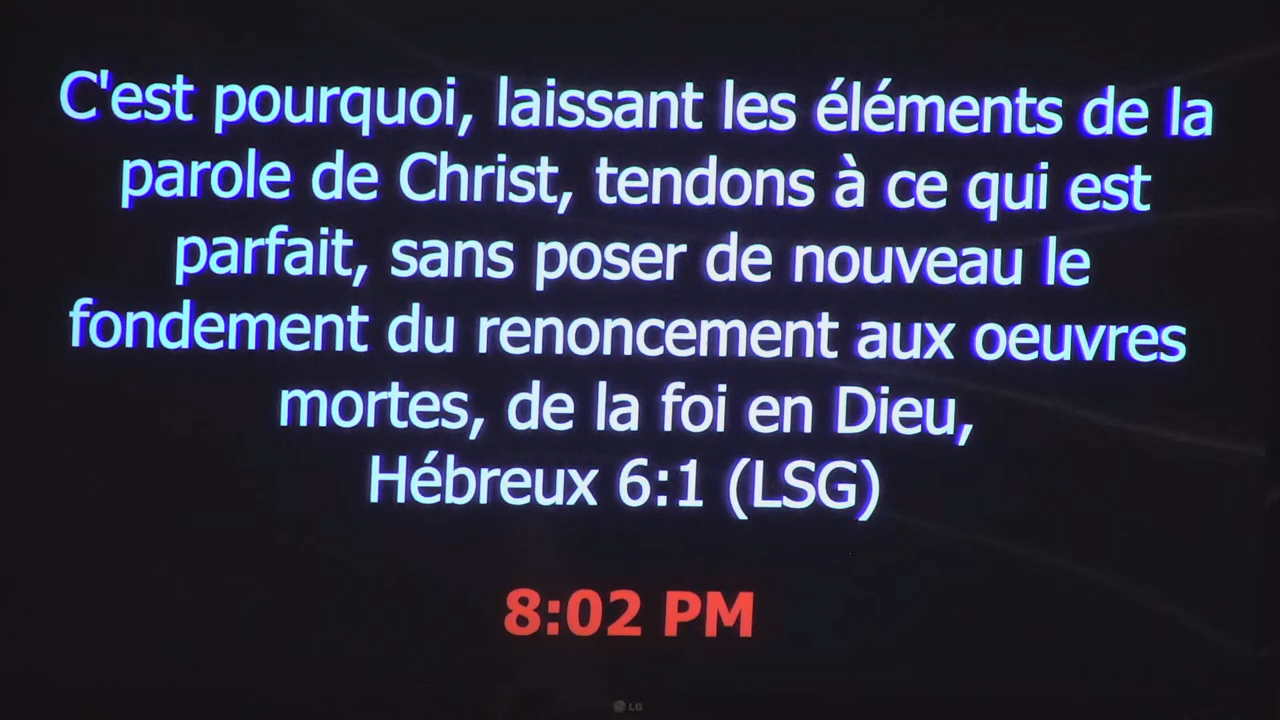 C'est pourquoi, laissant les éléments de la
parole de Christ, tendons à ce qui est
parfait, sans poser de nouveau le
fondement du renoncement aux oeuvres
mortes, de la foi en Dieu,
Hébreux 6:1 (LSG)
8:02 PM
LG